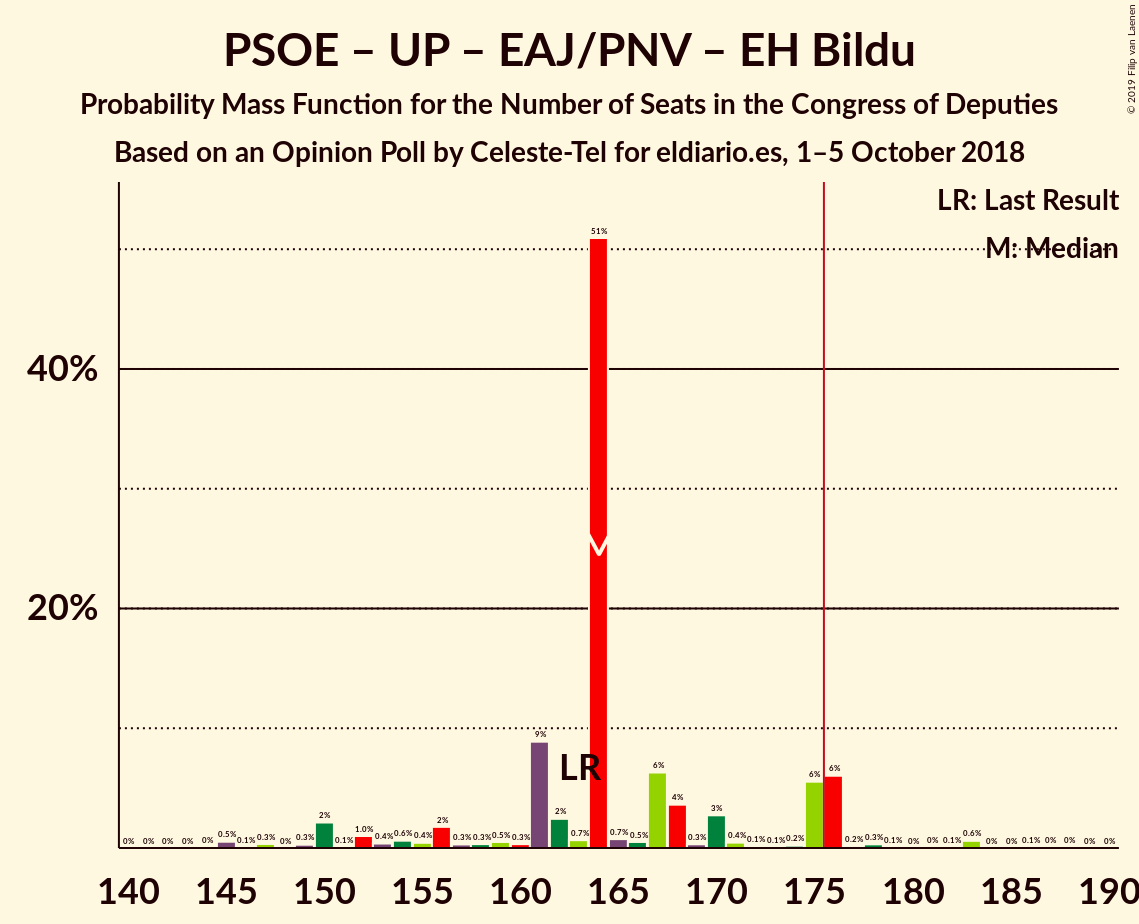 PSOE – UP – EAJ/PNV – EH Bildu
Probability Mass Function for the Number of Seats in the Congress of Deputies
Based on an Opinion Poll by Celeste-Tel for eldiario.es, 1–5 October 2018
© 2019 Filip van Laenen
LR: Last Result
M: Median
40%
20%
0% 0% 0% 0% 0% 0.5% 0.1% 0.3% 0% 0.3% 2% 0.1% 1.0% 0.4% 0.6% 0.4% 2% 0.3% 0.3% 0.5% 0.3% 9% 2% 0.7% 51% 0.7% 0.5% 6% 4% 0.3% 3% 0.4% 0.1% 0.1% 0.2% 6% 6% 0.2% 0.3% 0.1% 0% 0% 0.1% 0.6% 0% 0% 0.1% 0% 0% 0% 0%
LR
140 145 150 155 160 165 170 175 180 185 190